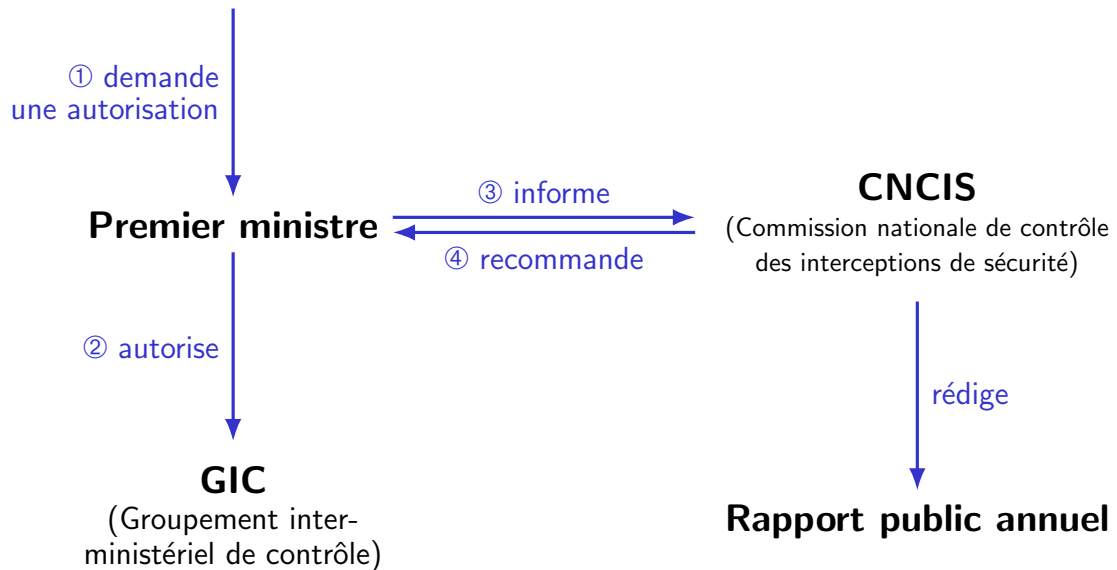 ① demande
une autorisation
Premier ministre
③ informe
④ recommande
CNCIS
(Commission nationale de contrôle
des interceptions de sécurité)
② autorise
rédige
GIC
(Groupement inter-
ministériel de contrôle)
Rapport public annuel